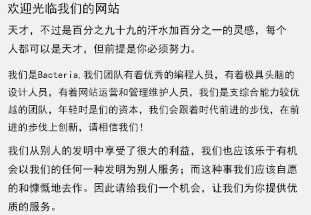 欢迎光临我们的网站
天才，不过是百分之九十九的汗水加百分之一的灵感，每个
人都可以是天才，但前提是你必须努力。
我们是Bacteria,我们团队有着优秀的编程人员，有着极具头脑的
设计人员，有着网站运营和管理维护人员，我们是支综合能力较优
越的团队，年轻时是们的资本，我们会跟着时代前进的步伐，在前
进的步伐上创新，请相信我们！
我们从别人的发明中享受了很大的利益，我们也应该乐于有机
会以我们的任何一种发明为别人服务；而这种事我们应该自愿
的和慷慨地去作。因此请给我们一个机会，让我们为你提供优
质的服务。